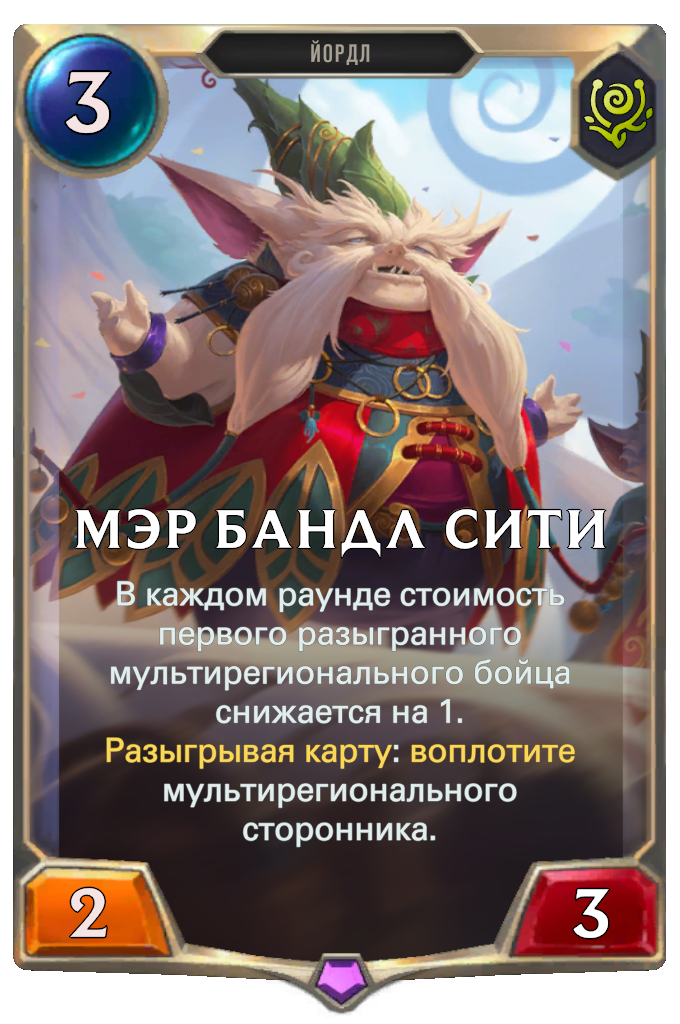 3
ЙОРДЛ
МЭР БАНДЛ СИТИ
В каждом раунде стоимость
первого разыгранного
мультирегионального бойца
снижается на 1.
Разыгрывая карту: воплотите
мультирегионального
сторонника.
2
3